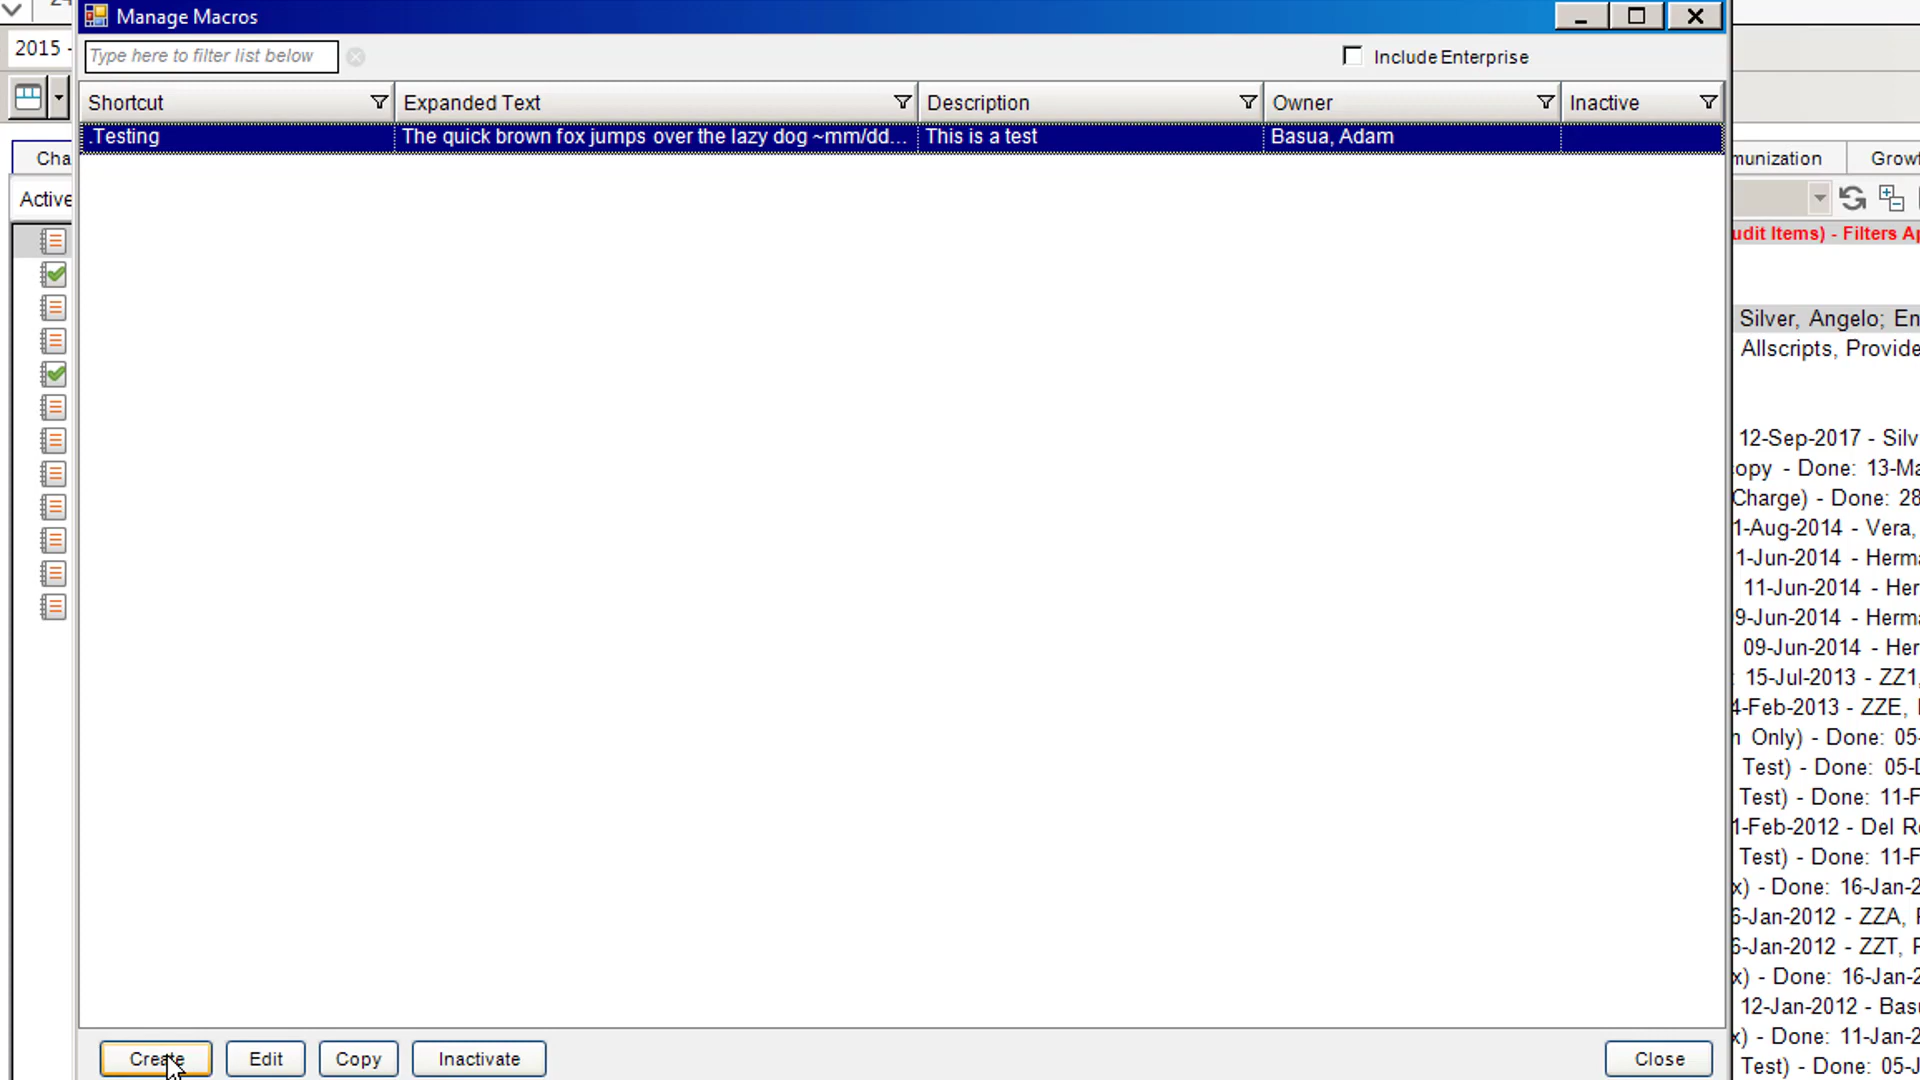 Manage Macros
2015 -
Type here to filter list below
Include Enterprise
Shortcut Expanded Text Description Owner Inactive
.Testing The quick brown fox jumps over the lazy dog ~mm/dd... This is a test Basua, Adam
Cha
munization Growt
Active
udit Items) - Filters Ap
Silver, Angelo; En
Allscripts, Provide
12-Sep-2017 - Silv
opy - Done: 13-Ma
Charge) - Done: 28
1-Aug-2014 - Vera,
1-Jun-2014 - Herma
11-Jun-2014 - Her
9-Jun-2014 - Herma
09-Jun-2014 - Her
15-Jul-2013 - ZZ1,
4-Feb-2013 - ZZE,
n Only) - Done: 05-
Test) - Done: 05-D
Test) - Done: 11-F
1-Feb-2012 - Del Re
Test) - Done: 11-F
x) - Done: 16-Jan-2
6-Jan-2012 - ZZA,
6-Jan-2012 - ZZT,
x) - Done: 16-Jan-2
12-Jan-2012 - Basu
x) - Done: 11-Jan-2
Test) - Done: 05-J
Create Edit Copy Inactivate Close